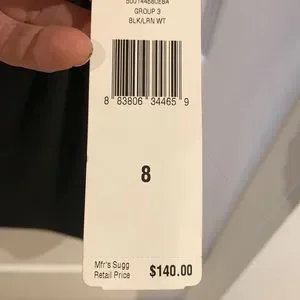 GROUP 3
BLK/LRN WT
8 83806 34465 9
8
Mfr's Sugg
Retail Price $140.00